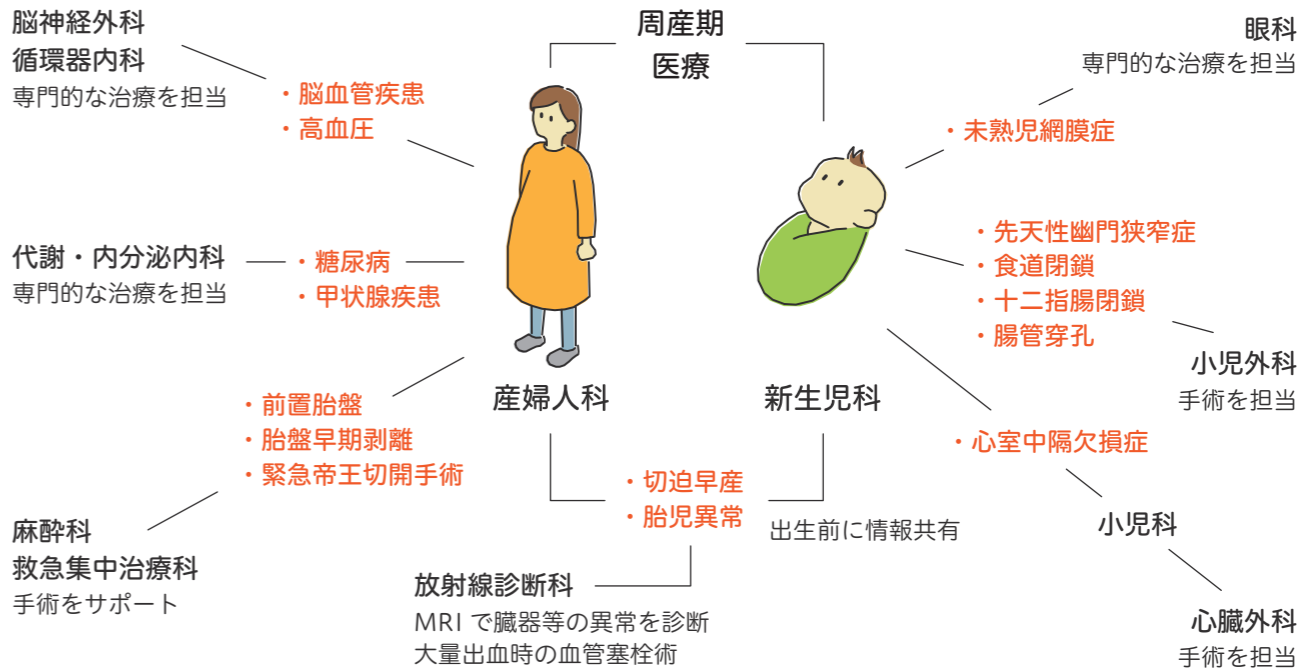 周産期
医療
脳神経外科
循環器内科
専門的な治療を担当
・脳血管疾患
・高血圧
代謝・内分泌内科
専門的な治療を担当
・糖尿病
・甲状腺疾患
産婦人科
・前置胎盤
・胎盤早期剥離
・緊急帝王切開手術
麻酔科
救急集中治療科
手術をサポート
・切迫早産
・胎児異常
出生前に情報共有
放射線診断科
MRI で臓器等の異常を診断
大量出血時の血管塞栓術
眼科
専門的な治療を担当
・未熟児網膜症
・先天性幽門狭窄症
・食道閉鎖
・十二指腸閉鎖
・腸管穿孔
小児外科
手術を担当
新生児科
・心室中隔欠損症
小児科
心臓外科
手術を担当